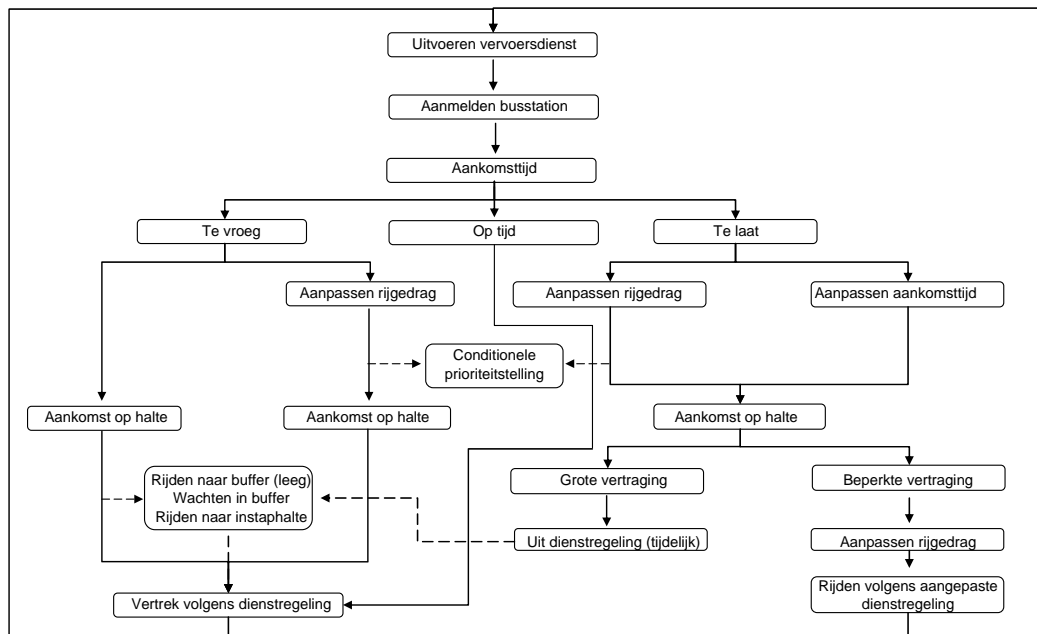 Uitvoeren vervoersdienst
Aanmelden busstation
Aankomsttijd
Te vroeg
Op tijd
Te laat
Aanpassen rijgedrag
Aanpassen rijgedrag
Aanpassen aankomsttijd
Conditionele
prioriteitstelling
Aankomst op halte
Aankomst op halte
Aankomst op halte
Rijden naar buffer (leeg)
Wachten in buffer
Rijden naar instaphalte
Grote vertraging
Beperkte vertraging
Uit dienstregeling (tijdelijk)
Aanpassen rijgedrag
Vertrek volgens dienstregeling
Rijden volgens aangepaste
dienstregeling